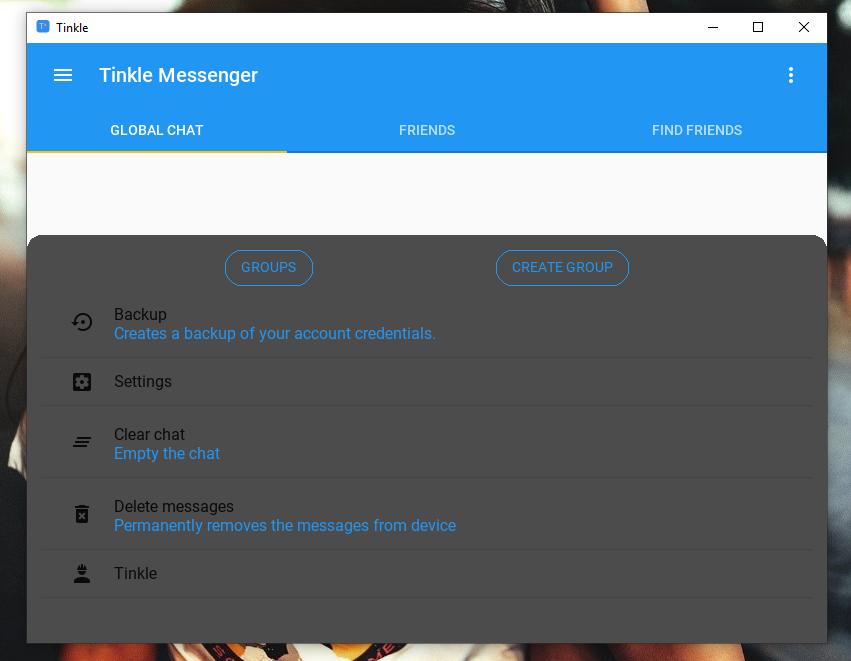 Tinkle
Tinkle Messenger
GLOBAL CHAT FRIENDS FIND FRIENDS
GROUPS CREATE GROUP
Backup
Creates a backup of your account credentials.
Settings
Clear chat
Empty the chat
Delete messages
Permanently removes the messages from device
Tinkle